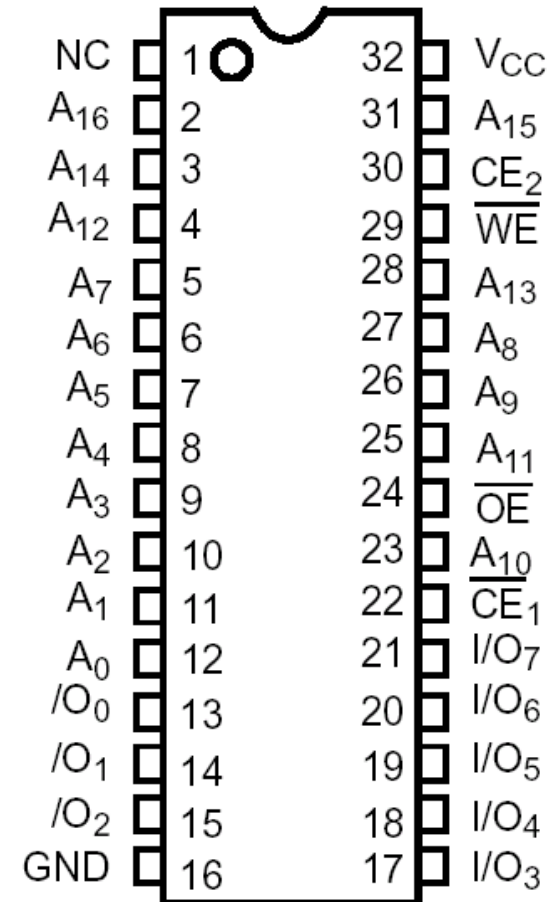 NC 1 32 VCC
A16 2 31 A15
A14 3 30 CE2
A12 4 29 W̅E̅
A7 5 28 A13
A6 6 27 A8
A5 7 26 A9
A4 8 25 A11
A3 9 24 O̅E̅
A2 10 23 A10
A1 11 22 C̅E̅1
A0 12 21 I/O7
/O0 13 20 I/O6
/O1 14 19 I/O5
/O2 15 18 I/O4
GND 16 17 I/O3